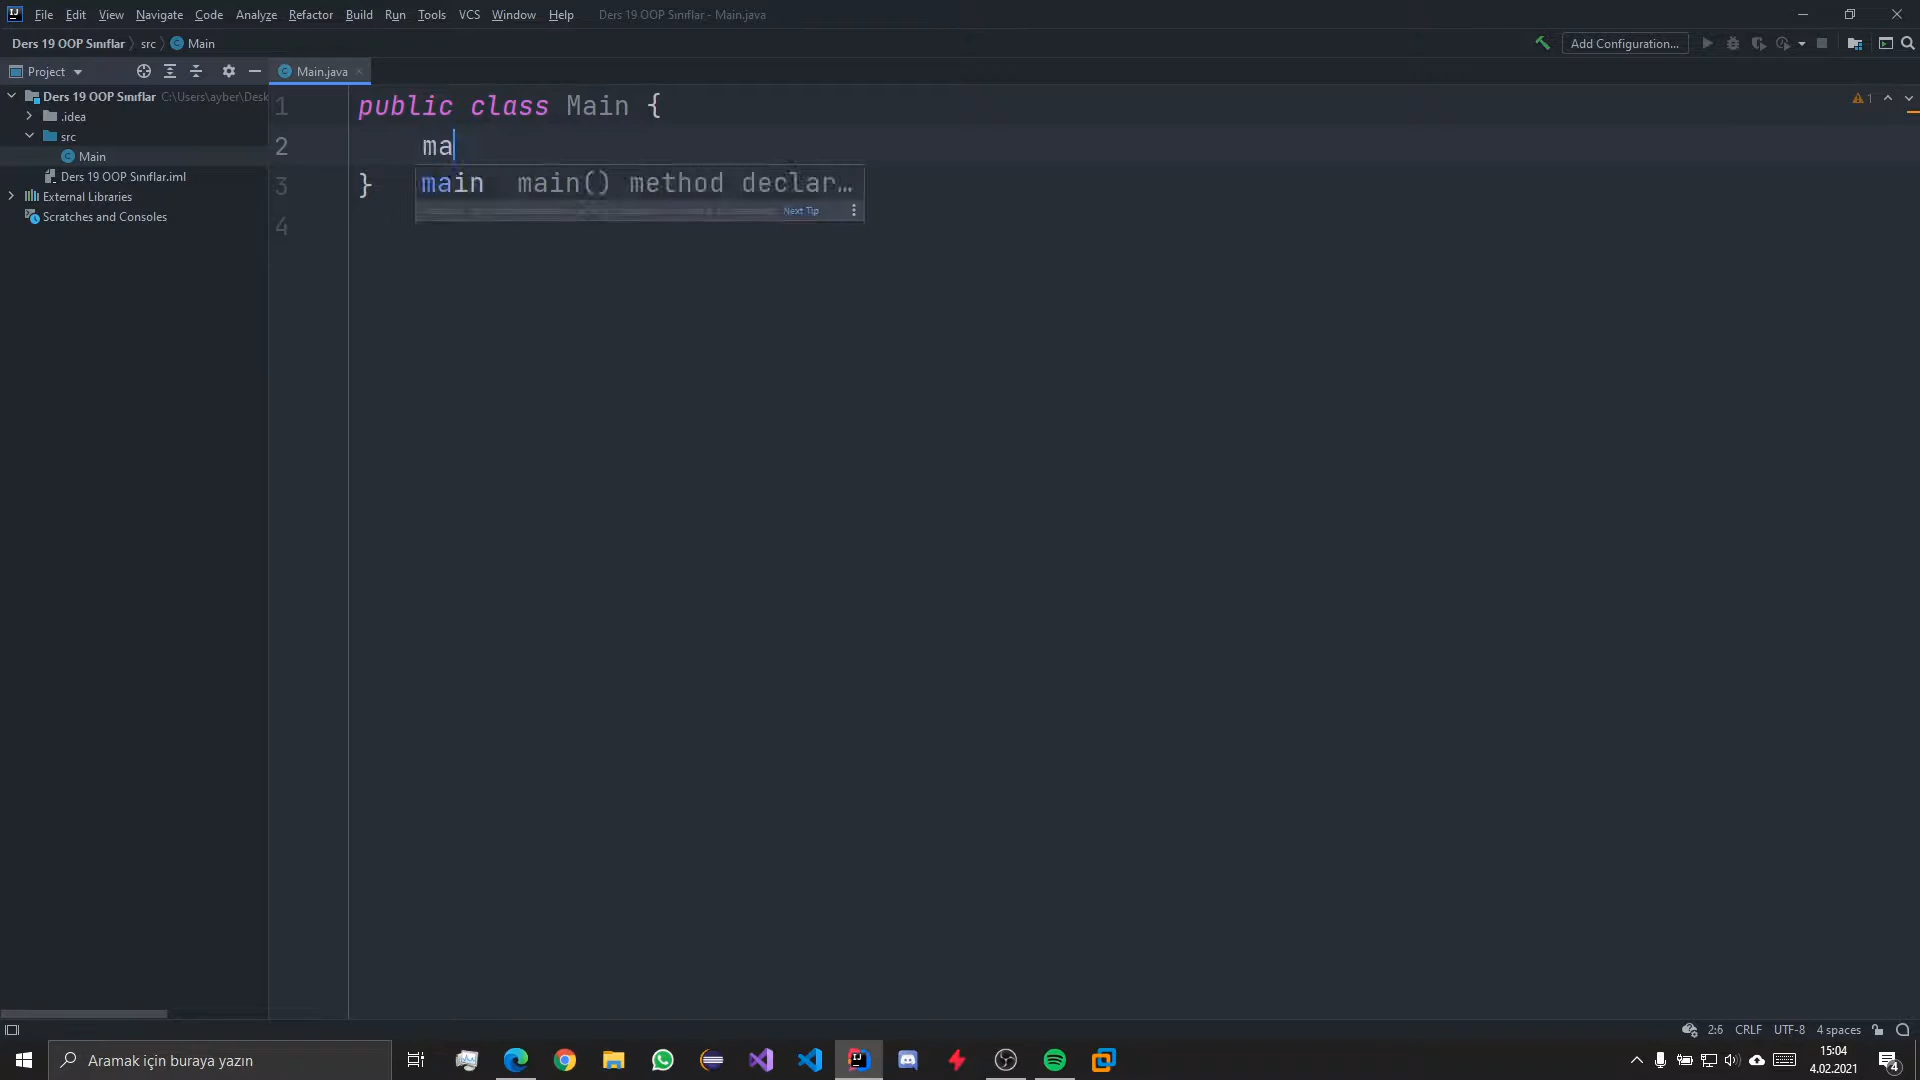 File Edit View Navigate Code Analyze Refactor Build Run Tools VCS Window Help Ders 19 OOP Sınıflar - Main.java
Ders 19 OOP Sınıflar src Main Add Configuration...
Project Main.java
Ders 19 OOP Sınıflar C:\Users\ayber\Desk
.idea
src
Main
Ders 19 OOP Sınıflar.iml
External Libraries
Scratches and Consoles
1 public class Main {
2 ma
3 }
4
main main() method declar…
Next Tip
1
2:6 CRLF UTF-8 4 spaces
Aramak için buraya yazın
15:04
4.02.2021
4